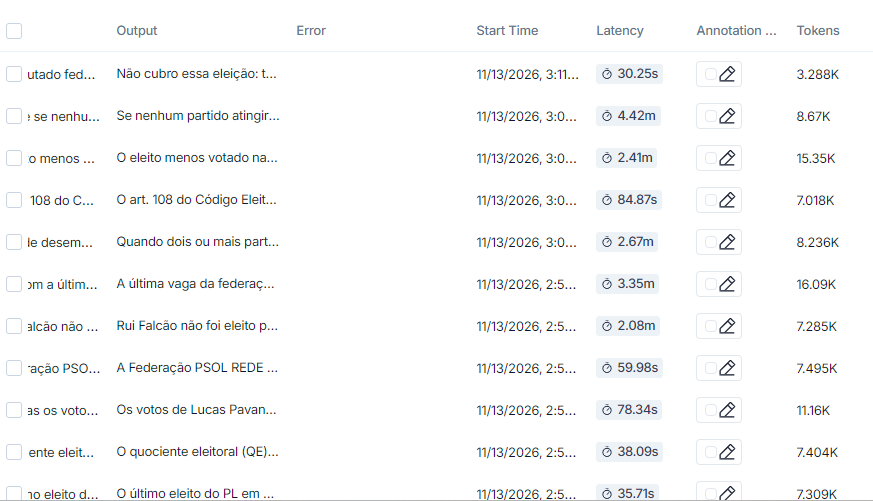 Output Error Start Time Latency Annotation ... Tokens
utado fed... Não cubro essa eleição: t... 11/13/2026, 3:11... 30.25s 3.288K
e se nenhu... Se nenhum partido atingir... 11/13/2026, 3:0... 4.42m 8.67K
to menos ... O eleito menos votado na... 11/13/2026, 3:0... 2.41m 15.35K
108 do C... O art. 108 do Código Eleit... 11/13/2026, 3:0... 84.87s 7.018K
de desem... Quando dois ou mais part... 11/13/2026, 3:0... 2.67m 8.236K
om a últim... A última vaga da federaç... 11/13/2026, 2:5... 3.35m 16.09K
alcão não ... Rui Falcão não foi eleito p... 11/13/2026, 2:5... 2.08m 7.285K
ração PSO... A Federação PSOL REDE ... 11/13/2026, 2:5... 59.98s 7.495K
as os voto... Os votos de Lucas Pavan... 11/13/2026, 2:5... 78.34s 11.16K
ente eleit... O quociente eleitoral (QE)... 11/13/2026, 2:5... 38.09s 7.404K
no eleito d... O último eleito do PL em ... 11/13/2026, 2:5... 35.71s 7.309K